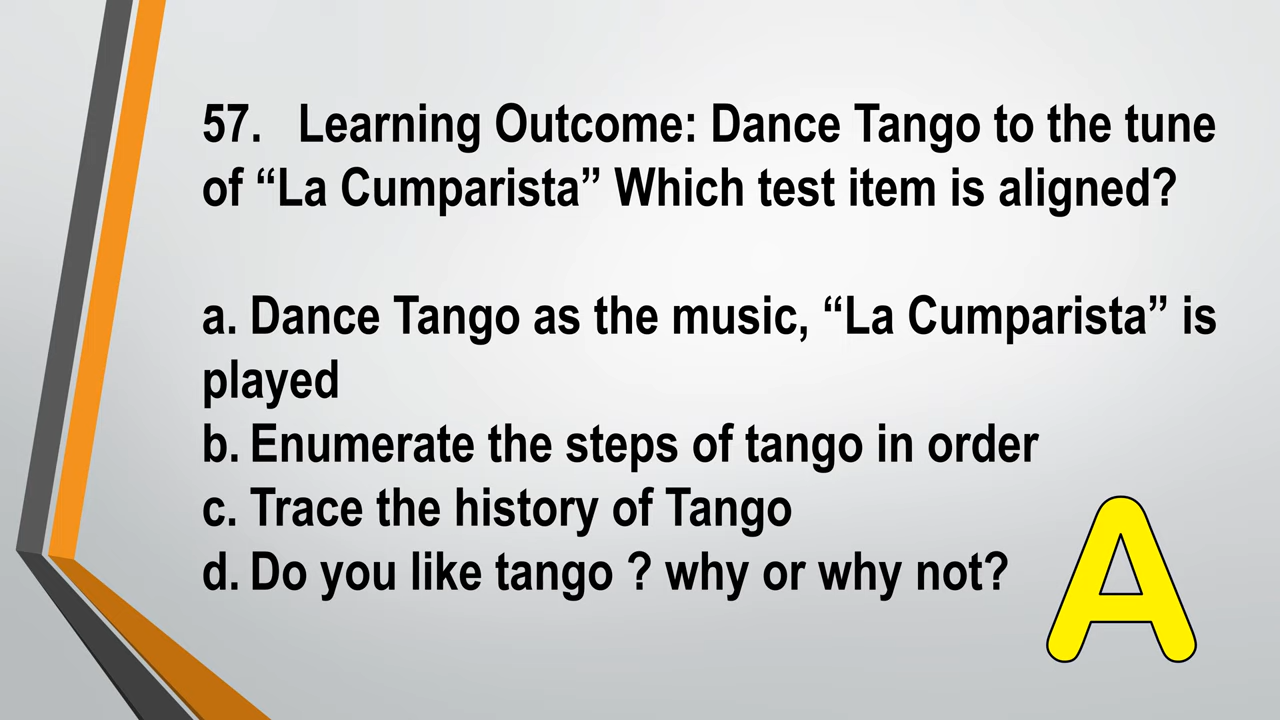 57. Learning Outcome: Dance Tango to the tune
of “La Cumparista” Which test item is aligned?
a. Dance Tango as the music, “La Cumparista” is
played
b. Enumerate the steps of tango in order
c. Trace the history of Tango
d. Do you like tango ? why or why not?
A